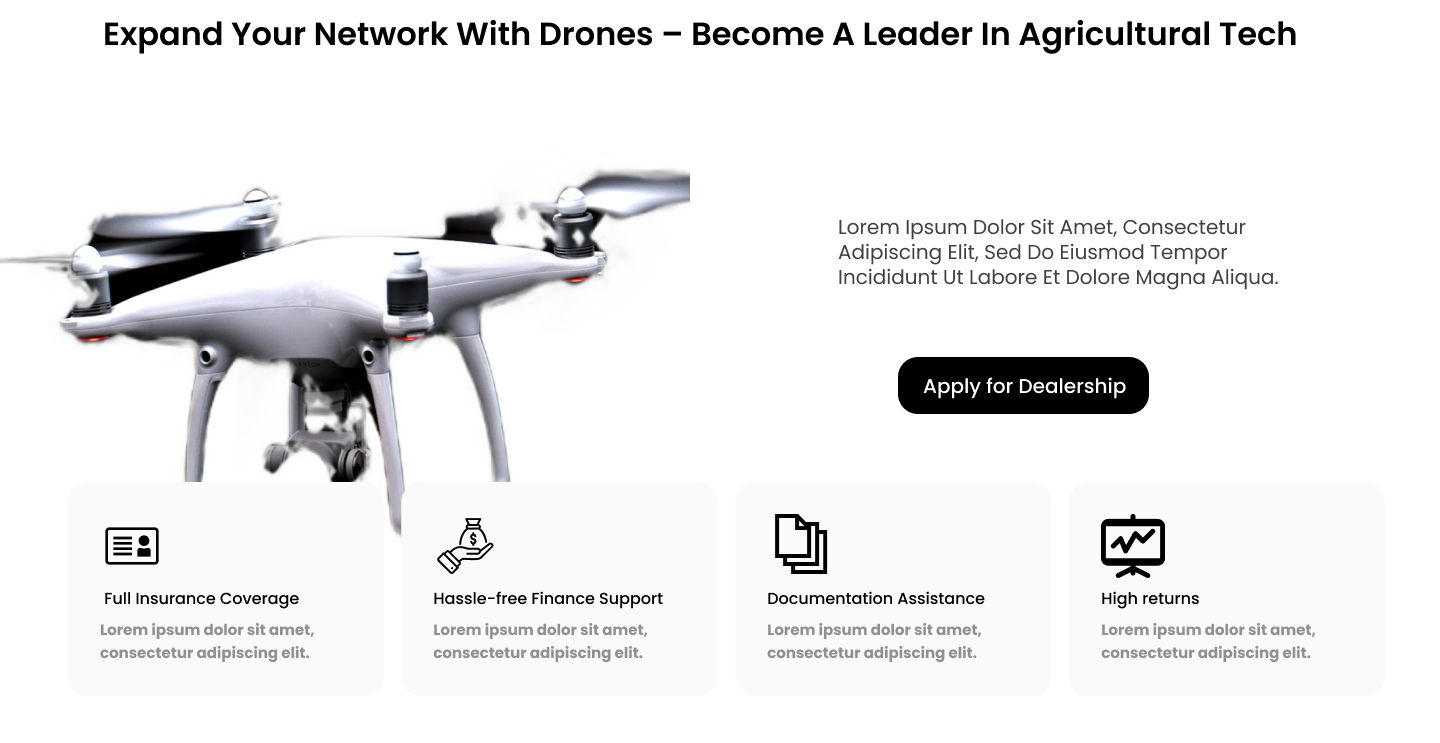 Expand Your Network With Drones – Become A Leader In Agricultural Tech
Lorem Ipsum Dolor Sit Amet, Consectetur
Adipiscing Elit, Sed Do Eiusmod Tempor
Incididunt Ut Labore Et Dolore Magna Aliqua.
Apply for Dealership
Full Insurance Coverage
Lorem ipsum dolor sit amet,
consectetur adipiscing elit.
Hassle-free Finance Support
Lorem ipsum dolor sit amet,
consectetur adipiscing elit.
Documentation Assistance
Lorem ipsum dolor sit amet,
consectetur adipiscing elit.
High returns
Lorem ipsum dolor sit amet,
consectetur adipiscing elit.